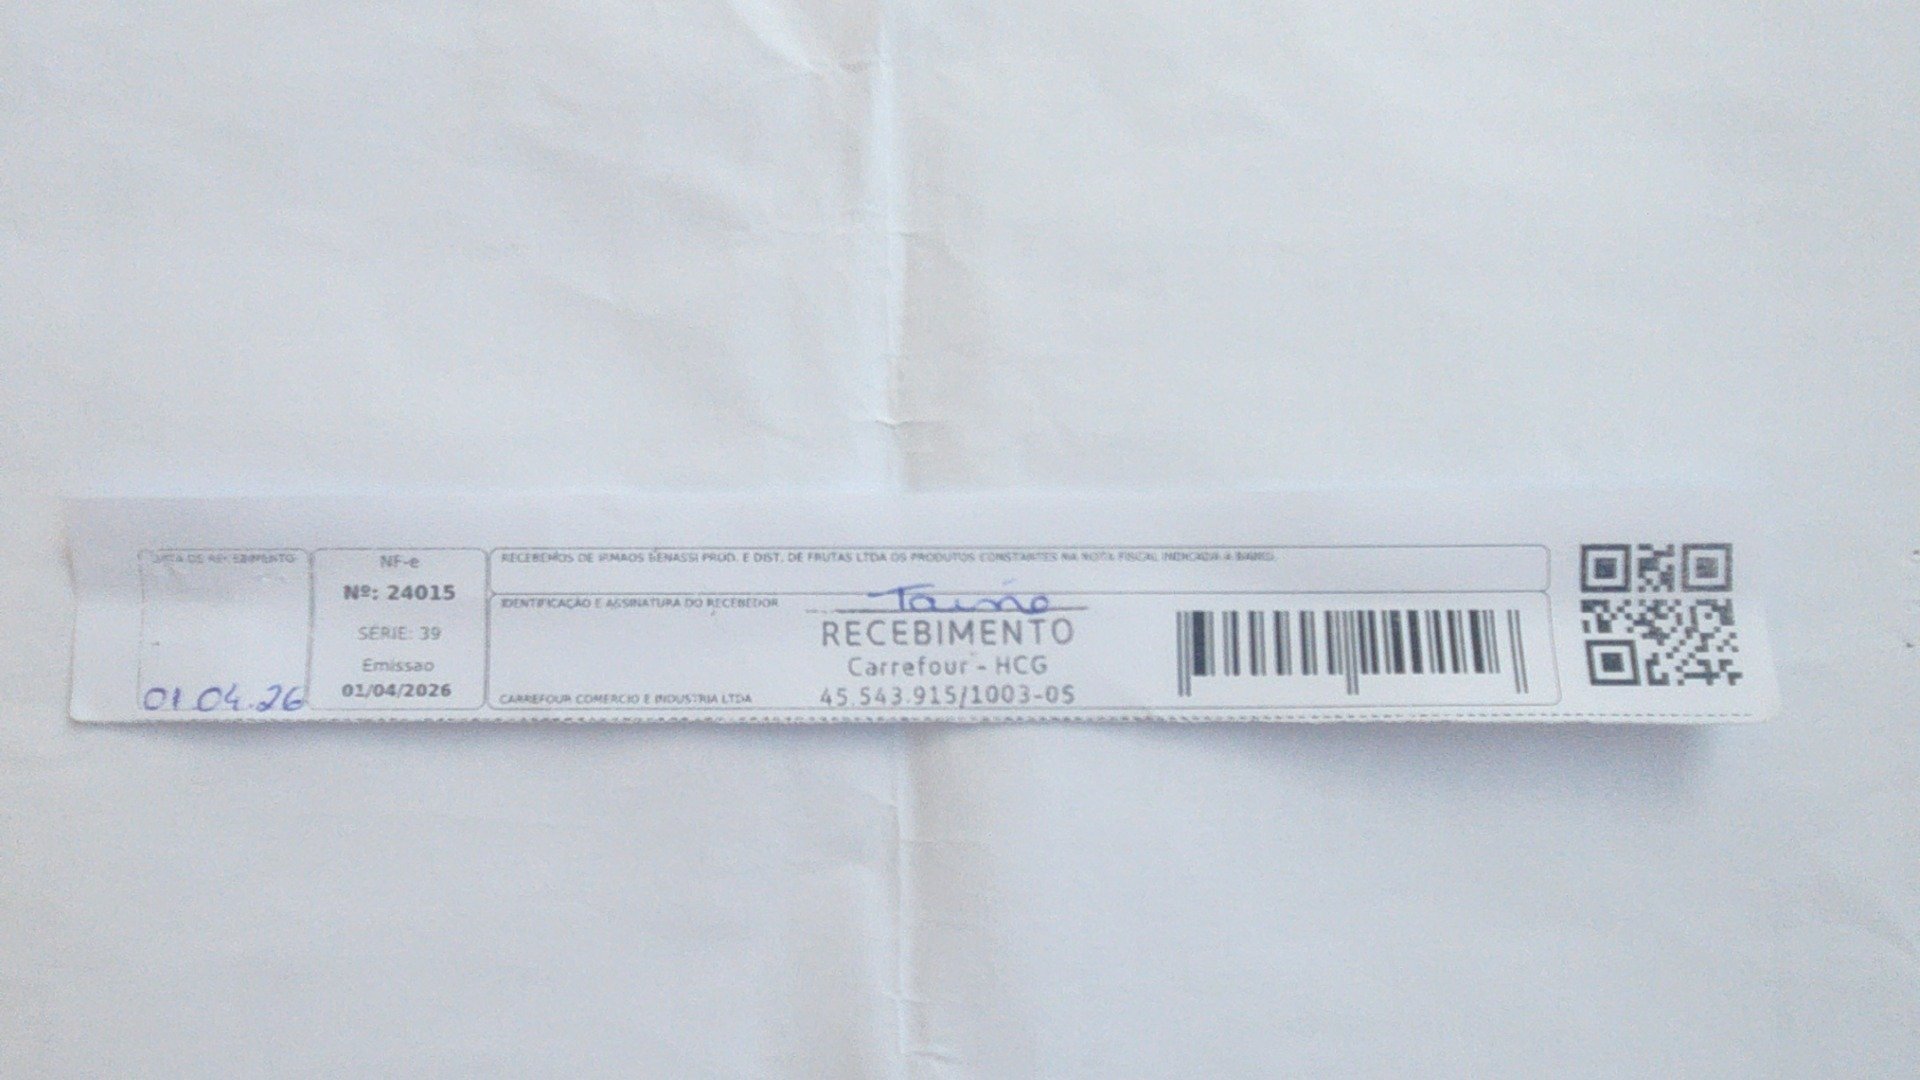 DATA DE RECEBIMENTO
01.04.26
NF-e
Nº: 24015
SÉRIE: 39
Emissao
01/04/2026
RECEBEMOS DE IRMAOS BENASSI PROD. E DIST. DE FRUTAS LTDA OS PRODUTOS CONSTANTES NA NOTA FISCAL INDICADA A BAIXO.
IDENTIFICAÇÃO E ASSINATURA DO RECEBEDOR
RECEBIMENTO
Carrefour - HCG
45.543.915/1003-05
CARREFOUR COMERCIO E INDUSTRIA LTDA